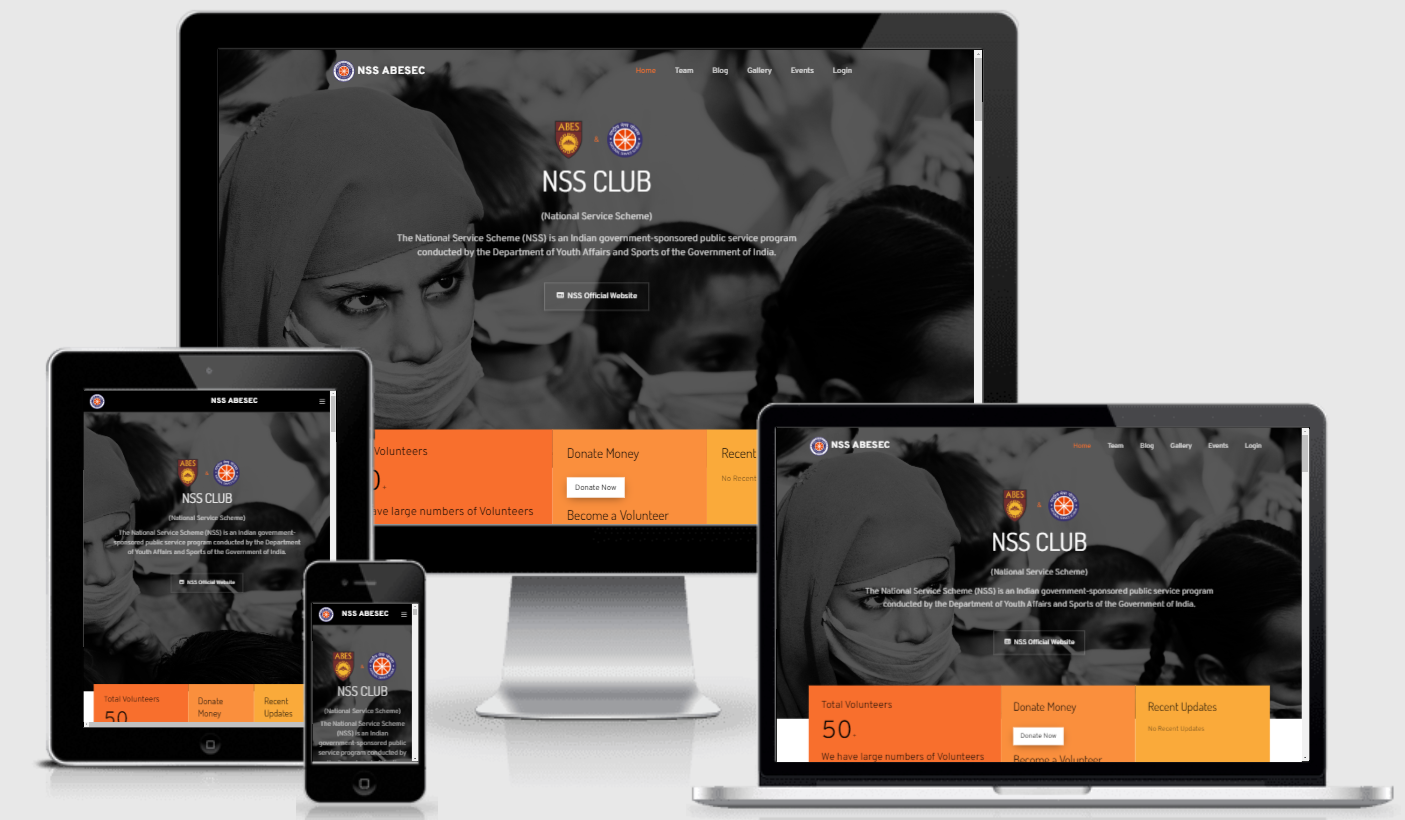 NSS ABESEC
Home Team Blog Gallery Events Login
ABES
&
NSS CLUB
(National Service Scheme)
The National Service Scheme (NSS) is an Indian government-sponsored public service program
conducted by the Department of Youth Affairs and Sports of the Government of India.
NSS Official Website
Volunteers
ave large numbers of Volunteers
Donate Money
Donate Now
Become a Volunteer
Recent
No Recent
NSS ABESEC
ABES
&
NSS CLUB
(National Service Scheme)
The National Service Scheme (NSS) is an Indian government-
sponsored public service program conducted by the Department
of Youth Affairs and Sports of the Government of India.
NSS Official Website
Total Volunteers
50
Donate
Money
Recent
Updates
NSS ABESEC
ABES
&
NSS CLUB
(National Service Scheme)
The National Service Scheme
(NSS) is an Indian
government-sponsored public
service program conducted by
NSS ABESEC
Home Team Blog Gallery Events Login
ABES
&
NSS CLUB
(National Service Scheme)
The National Service Scheme (NSS) is an Indian government-sponsored public service program
conducted by the Department of Youth Affairs and Sports of the Government of India.
NSS Official Website
Total Volunteers
50.
We have large numbers of Volunteers
Donate Money
Donate Now
Become a Volunteer
Recent Updates
No Recent Updates